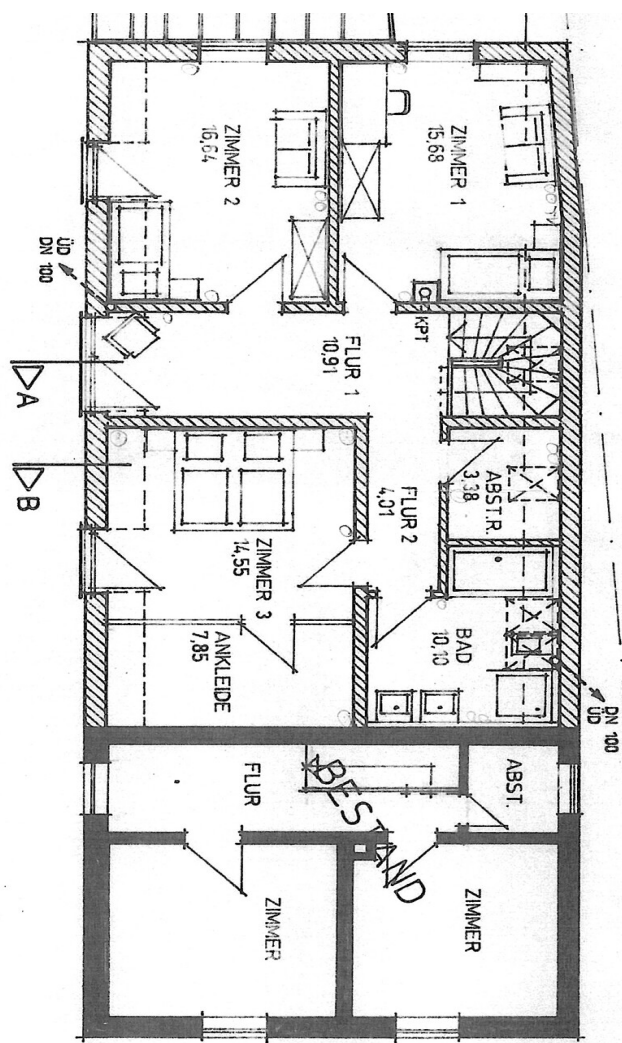 ZIMMER 2
16,64
ZIMMER 1
15,68
ÜD
DN 100
KPT
FLUR 1
10,91
A
B
ABST.R.
3,38
FLUR 2
4,01
ZIMMER 3
14,55
ANKLEIDE
7,85
BAD
10,10
DN 100
ÜD
FLUR
BESTAND
ABST.
ZIMMER
ZIMMER